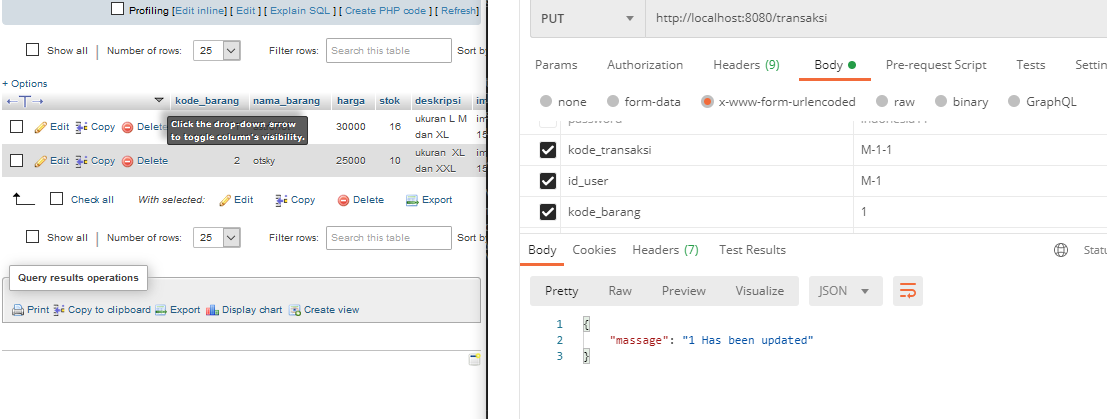 Profiling [Edit inline] [ Edit ] [ Explain SQL ] [ Create PHP code ] [ Refresh]
Show all Number of rows: 25 Filter rows: Search this table Sort by
+ Options
←T→ kode_barang nama_barang harga stok deskripsi im
Edit Copy Delete 30000 16 ukuran L M im
dan XL 15
Click the drop-down arrow
to toggle column's visibility.
Edit Copy Delete 2 otsky 25000 10 ukuran XL im
dan XXL 15
Check all With selected: Edit Copy Delete Export
Show all Number of rows: 25 Filter rows: Search this table Sort by
Query results operations
Print Copy to clipboard Export Display chart Create view
PUT http://localhost:8080/transaksi
Params Authorization Headers (9) Body Pre-request Script Tests Settin
none form-data x-www-form-urlencoded raw binary GraphQL
password
kode_transaksi M-1-1
id_user M-1
kode_barang 1
Body Cookies Headers (7) Test Results Statu
Pretty Raw Preview Visualize JSON
1 {
2 "massage": "1 Has been updated"
3 }